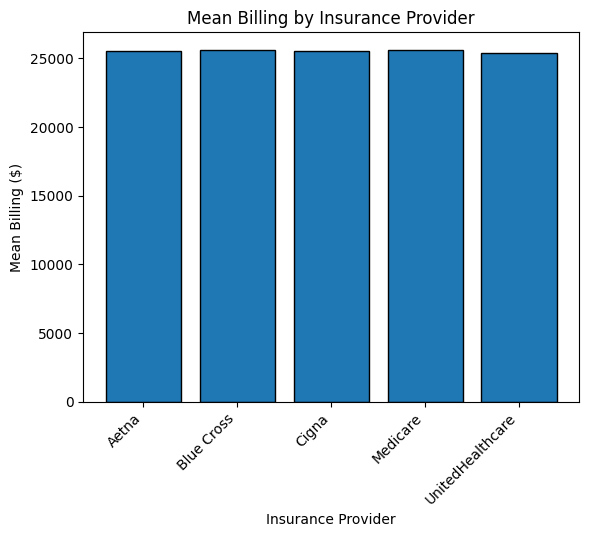 Mean Billing by Insurance Provider
Mean Billing ($)
25000
20000
15000
10000
5000
0
Aetna
Blue Cross
Cigna
Medicare
UnitedHealthcare
Insurance Provider